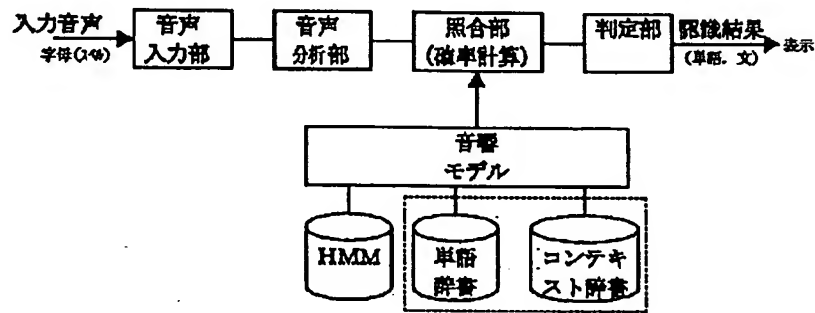 入力音声
音声
入力部
音声
分析部
照合部
(確率計算)
判定部
認識結果
(単語、文)
表示
音響
モデル
HMM
単語
辞書
コンテキ
スト辞書